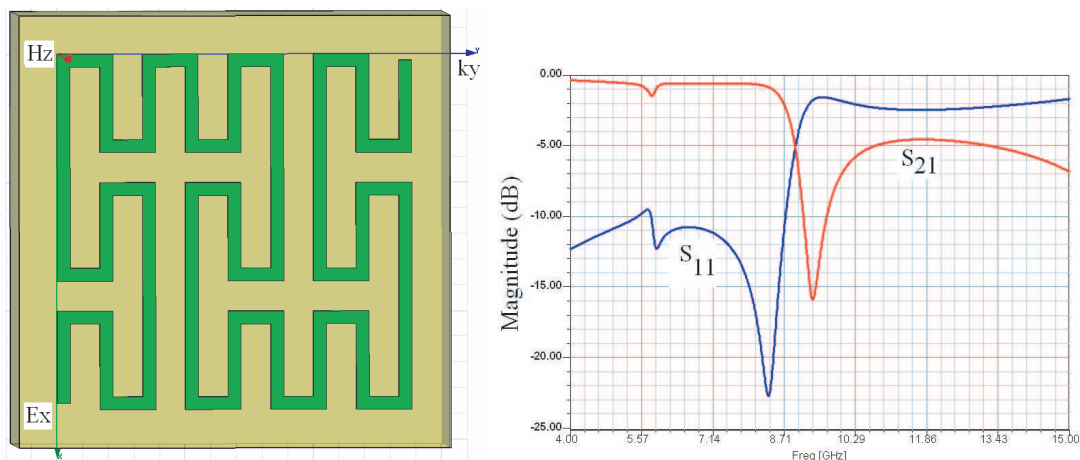 Hz
ky
Ex
Magnitude (dB)
0.00
-5.00
-10.00
-15.00
-20.00
-25.00
S11
S21
4.00 5.57 7.14 8.71 10.29 11.86 13.43 15.00
Freq [GHz]